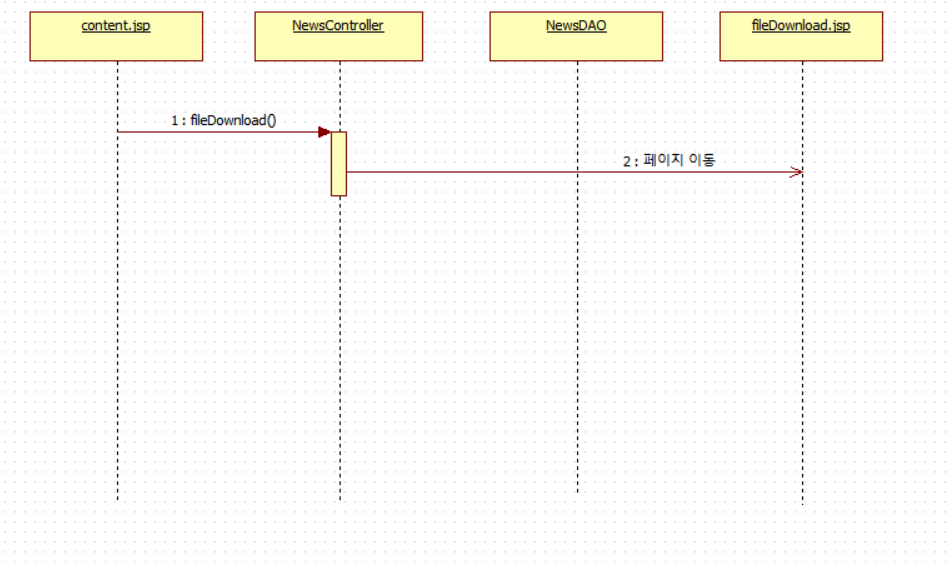 content.jsp
NewsController
NewsDAO
fileDownload.jsp
1 : fileDownload()
2 : 페이지 이동